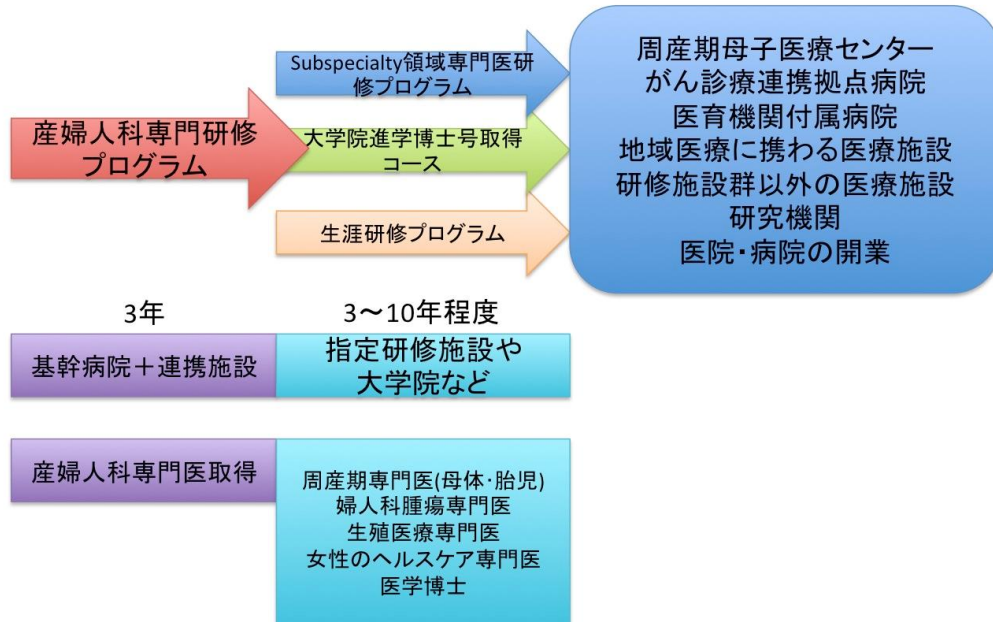 産婦人科専門研修
プログラム
Subspecialty領域専門医研
修プログラム
大学院進学博士号取得
コース
生涯研修プログラム
周産期母子医療センター
がん診療連携拠点病院
医育機関付属病院
地域医療に携わる医療施設
研修施設群以外の医療施設
研究機関
医院・病院の開業
3年
3～10年程度
基幹病院＋連携施設
指定研修施設や
大学院など
産婦人科専門医取得
周産期専門医(母体・胎児)
婦人科腫瘍専門医
生殖医療専門医
女性のヘルスケア専門医
医学博士